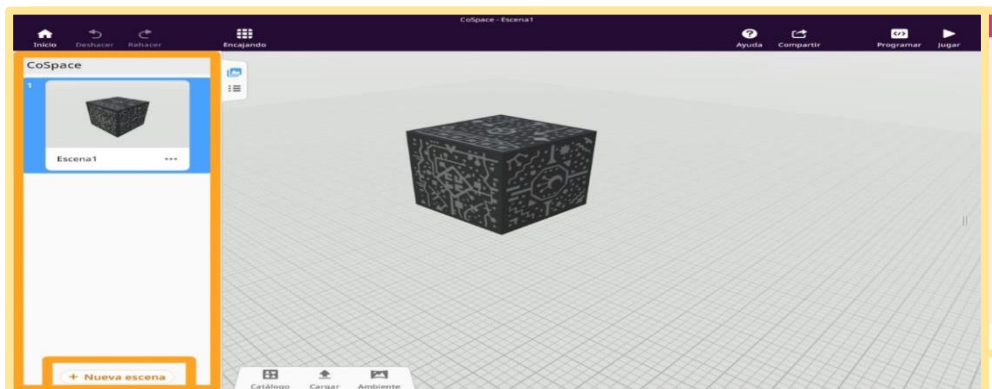 CoSpace - Escena1
Inicio Deshacer Rehacer Encajando Ayuda Compartir Programar Jugar
CoSpace
1
Escena1
+ Nueva escena
Catálogo Cargar Ambiente